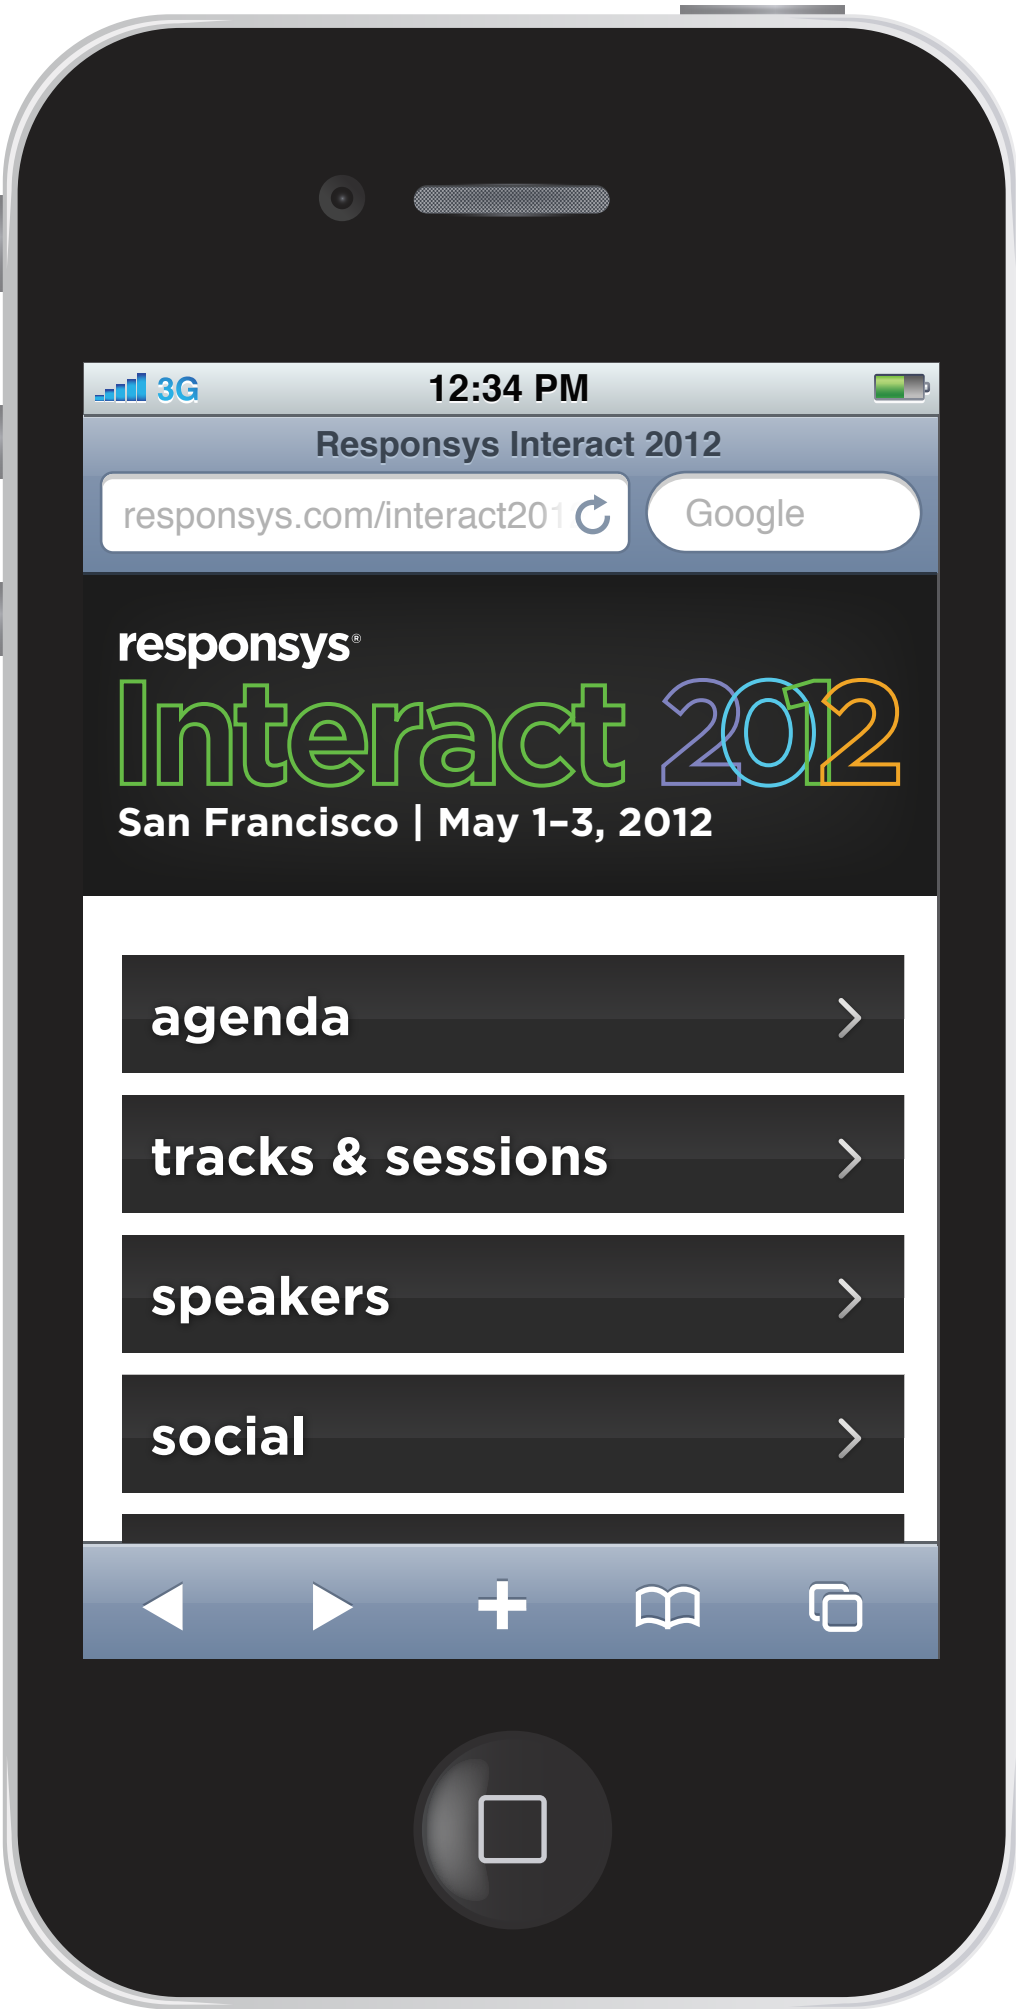 3G 12:34 PM
Responsys Interact 2012
responsys.com/interact201 Google
responsys®
Interact 2012
San Francisco | May 1–3, 2012
agenda
tracks & sessions
speakers
social